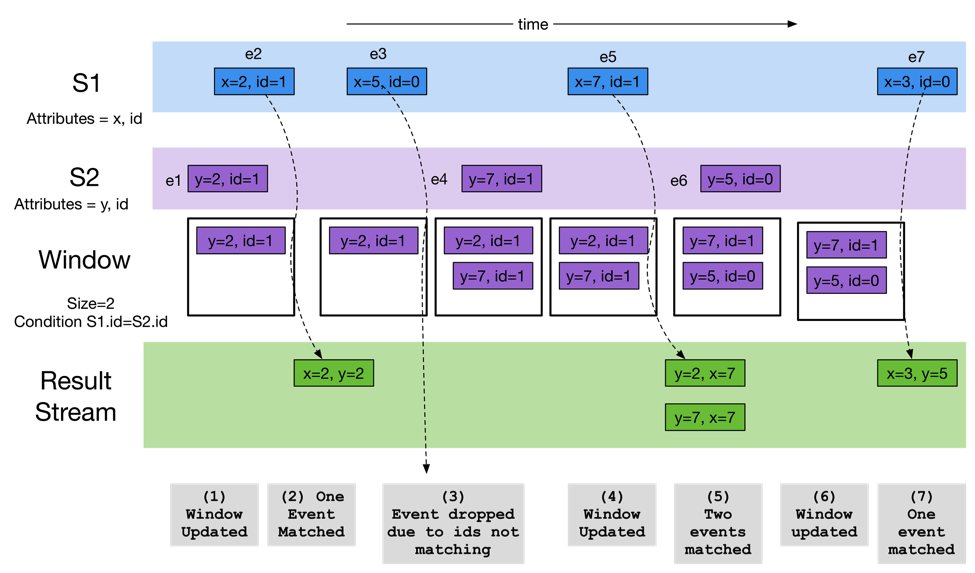 time
e2
e3
e5
e7
S1
x=2, id=1
x=5, id=0
x=7, id=1
x=3, id=0
Attributes = x, id
S2
e1
y=2, id=1
e4
y=7, id=1
e6
y=5, id=0
Attributes = y, id
Window
y=2, id=1
y=2, id=1
y=2, id=1
y=7, id=1
y=2, id=1
y=7, id=1
y=7, id=1
y=5, id=0
y=7, id=1
y=5, id=0
Size=2
Condition S1.id=S2.id
Result
Stream
x=2, y=2
y=2, x=7
y=7, x=7
x=3, y=5
(1)
Window
Updated
(2) One
Event
Matched
(3)
Event dropped
due to ids not
matching
(4)
Window
Updated
(5)
Two
events
matched
(6)
Window
updated
(7)
One
event
matched